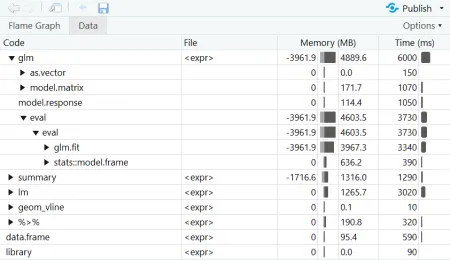 Publish
Flame Graph Data Options
Code File Memory (MB) Time (ms)
glm <expr> -3961.9 4889.6 6000
as.vector 0 0.0 150
model.matrix 0 171.7 1070
model.response 0 114.4 1050
eval -3961.9 4603.5 3730
eval -3961.9 4603.5 3730
glm.fit -3961.9 3967.3 3340
stats::model.frame 0 636.2 390
summary <expr> -1716.6 1316.0 1290
lm <expr> 0 1265.7 3020
geom_vline <expr> 0 0.1 10
%>% <expr> 0 190.8 320
data.frame <expr> 0 95.4 590
library <expr> 0 0.0 90